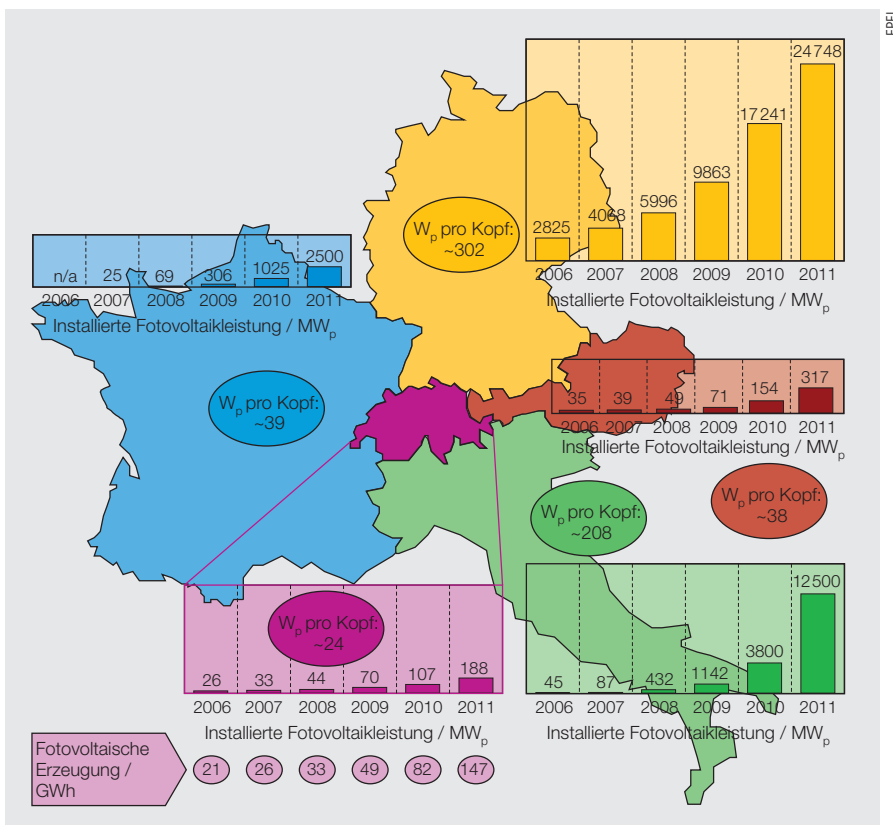 EPFL
24748
17241
9863
5996
4068
2825
2006 2007 2008 2009 2010 2011
Installierte Fotovoltaikleistung / MWp
Wp pro Kopf:
~302
n/a 25 69 306 1025 2500
2006 2007 2008 2009 2010 2011
Installierte Fotovoltaikleistung / MWp
Wp pro Kopf:
~39
35 39 49 71 154 317
2006 2007 2008 2009 2010 2011
Installierte Fotovoltaikleistung / MWp
Wp pro Kopf:
~38
Wp pro Kopf:
~208
12500
3800
1142
45 87 432
2006 2007 2008 2009 2010 2011
Installierte Fotovoltaikleistung / MWp
Wp pro Kopf:
~24
26 33 44 70 107 188
2006 2007 2008 2009 2010 2011
Installierte Fotovoltaikleistung / MWp
Fotovoltaische
Erzeugung /
GWh
21 26 33 49 82 147